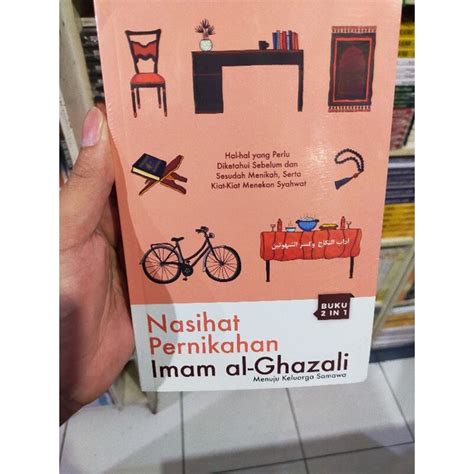 Hal-hal yang Perlu
Diketahui Sebelum dan
Sesudah Menikah, Serta
Kiat-Kiat Menekan Syahwat
آداب النكاح وكسر الشهوتين
BUKU
2 IN 1
Nasihat
Pernikahan
Imam al-Ghazali
Menuju Keluarga Samawa